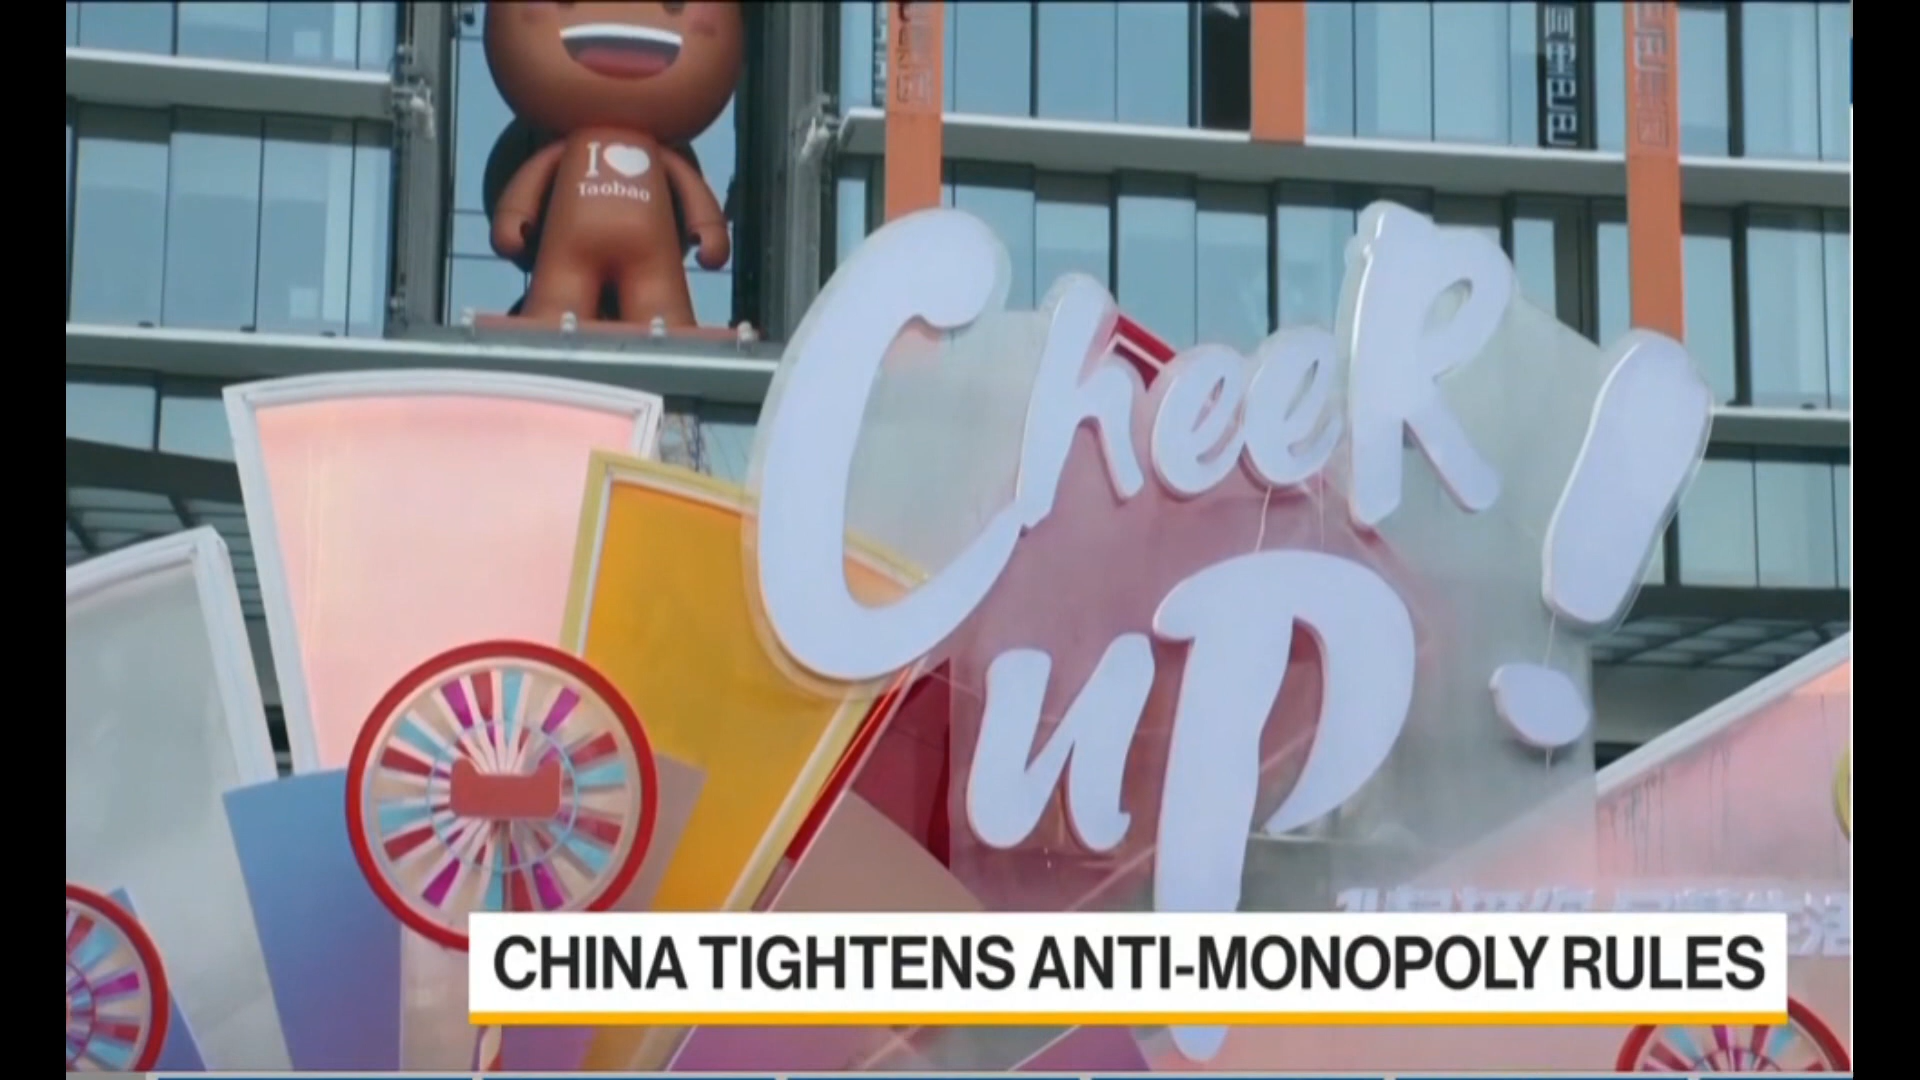 I ♥
Taobao
CheeR
uP!
CHINA TIGHTENS ANTI-MONOPOLY RULES